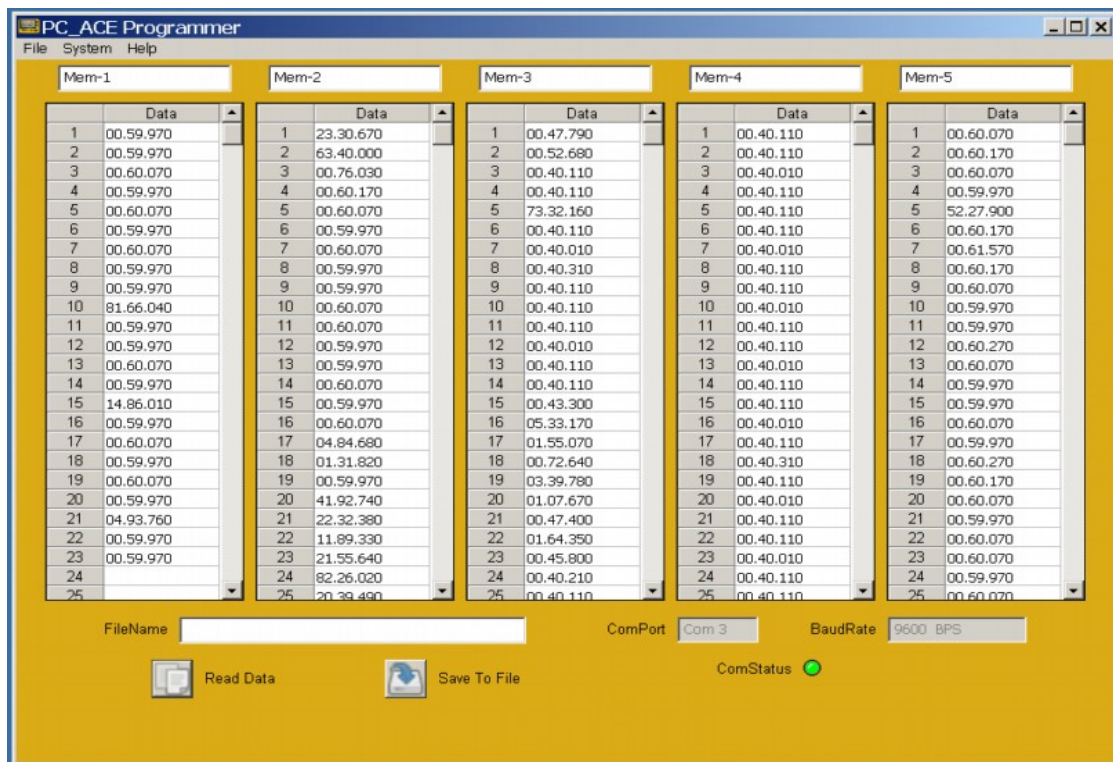 PC_ACE Programmer
File System Help
Mem-1 Mem-2 Mem-3 Mem-4 Mem-5
Data Data Data Data Data
1 00.59.970 1 23.30.670 1 00.47.790 1 00.40.110 1 00.60.070
2 00.59.970 2 63.40.000 2 00.52.680 2 00.40.110 2 00.60.170
3 00.60.070 3 00.76.030 3 00.40.110 3 00.40.010 3 00.60.070
4 00.59.970 4 00.60.170 4 00.40.110 4 00.40.110 4 00.59.970
5 00.60.070 5 00.60.070 5 73.32.160 5 00.40.110 5 52.27.900
6 00.59.970 6 00.59.970 6 00.40.110 6 00.40.110 6 00.60.170
7 00.60.070 7 00.60.070 7 00.40.010 7 00.40.010 7 00.61.570
8 00.59.970 8 00.59.970 8 00.40.310 8 00.40.110 8 00.60.170
9 00.59.970 9 00.59.970 9 00.40.110 9 00.40.110 9 00.60.070
10 81.66.040 10 00.60.070 10 00.40.110 10 00.40.010 10 00.59.970
11 00.59.970 11 00.60.070 11 00.40.110 11 00.40.110 11 00.59.970
12 00.59.970 12 00.59.970 12 00.40.010 12 00.40.110 12 00.60.270
13 00.60.070 13 00.59.970 13 00.40.110 13 00.40.010 13 00.60.070
14 00.59.970 14 00.60.070 14 00.40.110 14 00.40.110 14 00.59.970
15 14.86.010 15 00.59.970 15 00.43.300 15 00.40.110 15 00.59.970
16 00.59.970 16 00.60.070 16 05.33.170 16 00.40.010 16 00.60.070
17 00.60.070 17 04.84.680 17 01.55.070 17 00.40.110 17 00.59.970
18 00.59.970 18 01.31.820 18 00.72.640 18 00.40.310 18 00.60.270
19 00.60.070 19 00.59.970 19 03.39.780 19 00.40.110 19 00.60.170
20 00.59.970 20 41.92.740 20 01.07.670 20 00.40.010 20 00.60.070
21 04.93.760 21 22.32.380 21 00.47.400 21 00.40.110 21 00.59.970
22 00.59.970 22 11.89.330 22 01.64.350 22 00.40.110 22 00.60.070
23 00.59.970 23 21.55.640 23 00.45.800 23 00.40.010 23 00.60.070
24 24 82.26.020 24 00.40.210 24 00.40.110 24 00.59.970
25 25 20.39.490 25 00.40.110 25 00.40.110 25 00.60.070
FileName ComPort Com 3 BaudRate 9600 BPS
Read Data Save To File ComStatus